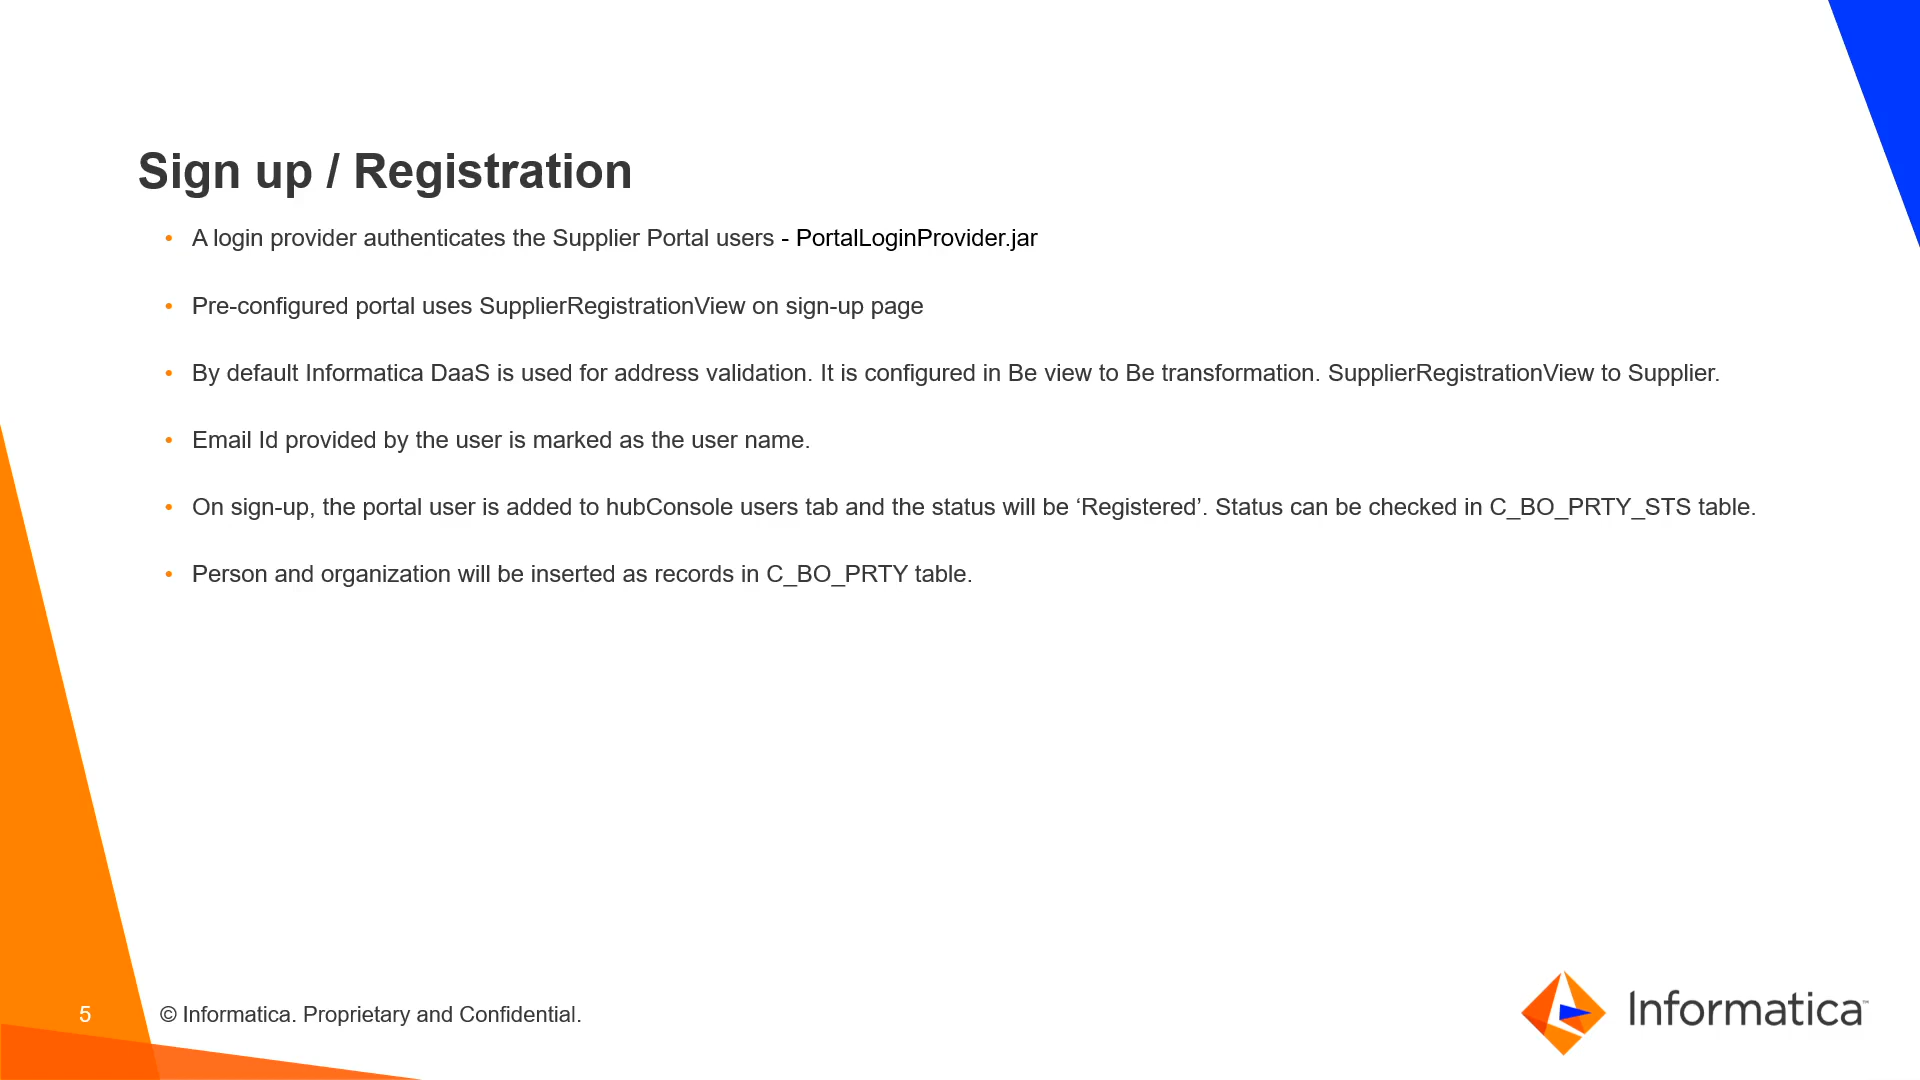 Sign up / Registration
• A login provider authenticates the Supplier Portal users - PortalLoginProvider.jar
• Pre-configured portal uses SupplierRegistrationView on sign-up page
• By default Informatica DaaS is used for address validation. It is configured in Be view to Be transformation. SupplierRegistrationView to Supplier.
• Email Id provided by the user is marked as the user name.
• On sign-up, the portal user is added to hubConsole users tab and the status will be ‘Registered’. Status can be checked in C_BO_PRTY_STS table.
• Person and organization will be inserted as records in C_BO_PRTY table.
5
© Informatica. Proprietary and Confidential.
Informatica™